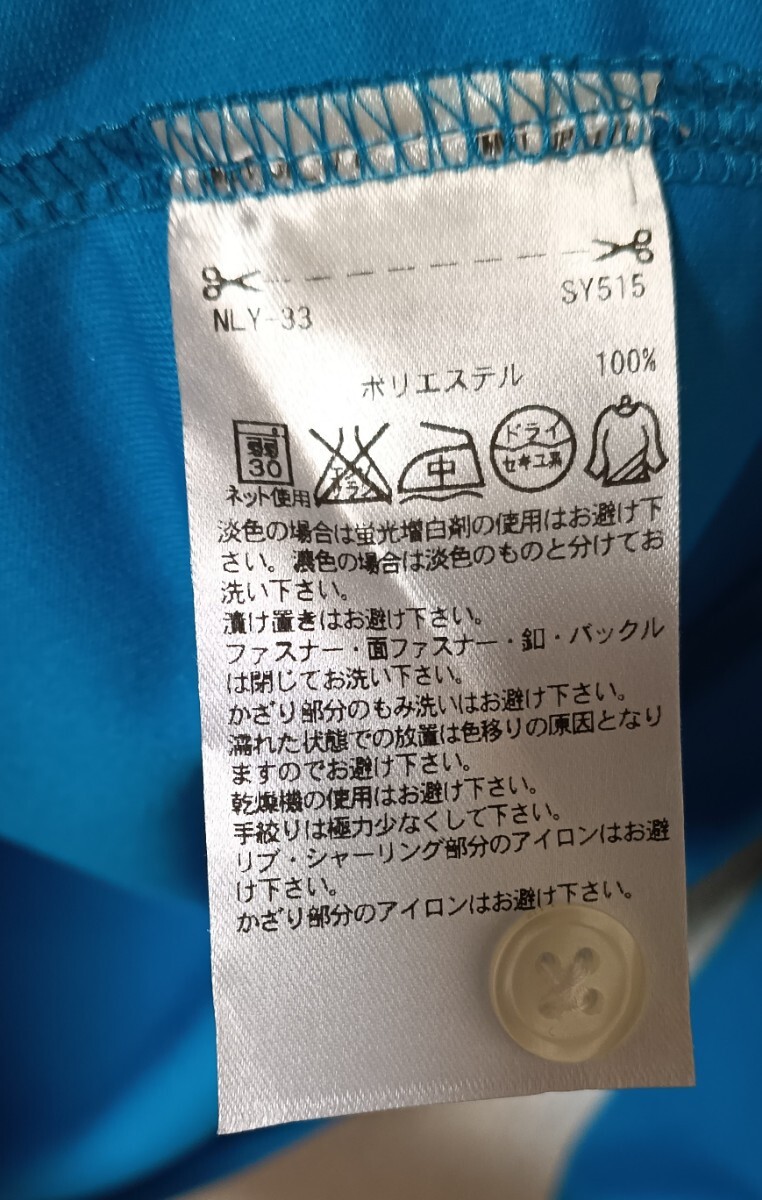 NLY-33 SY515
ポリエステル 100%
弱
30
中
ドライ
セキユ系
ネット使用
淡色の場合は蛍光増白剤の使用はお避け下
さい。濃色の場合は淡色のものと分けてお
洗い下さい。
漬け置きはお避け下さい。
ファスナー・面ファスナー・釦・バックル
は閉じてお洗い下さい。
かざり部分のもみ洗いはお避け下さい。
濡れた状態での放置は色移りの原因となり
ますのでお避け下さい。
乾燥機の使用はお避け下さい。
手絞りは極力少なくして下さい。
リブ・シャーリング部分のアイロンはお避
け下さい。
かざり部分のアイロンはお避け下さい。